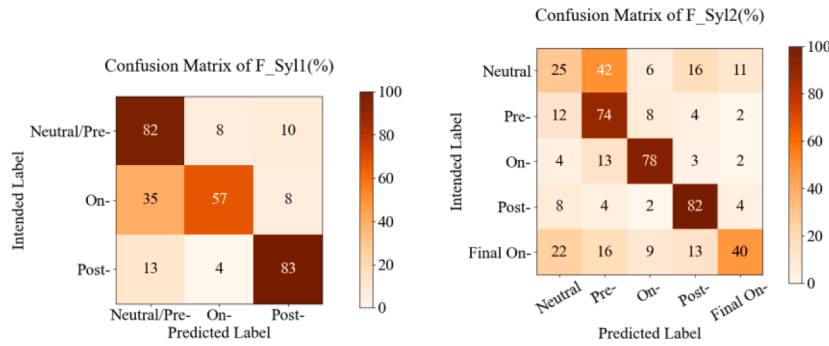 Confusion Matrix of F_Syl1(%)
Intended Label
Neutral/Pre- 82 8 10
On- 35 57 8
Post- 13 4 83
Neutral/Pre- On- Post-
Predicted Label
100
80
60
40
20
0
Confusion Matrix of F_Syl2(%)
Intended Label
Neutral 25 42 6 16 11
Pre- 12 74 8 4 2
On- 4 13 78 3 2
Post- 8 4 2 82 4
Final On- 22 16 9 13 40
Neutral Pre- On- Post- Final On-
Predicted Label
100
80
60
40
20
0